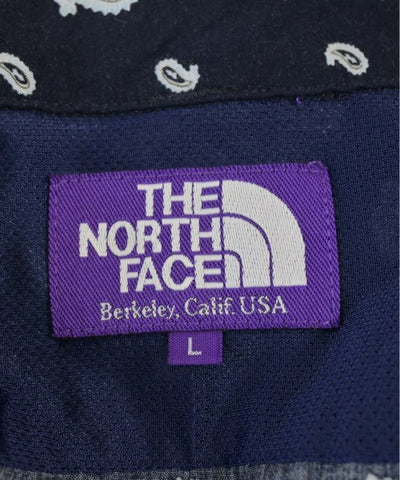 THE
NORTH
FACE
Berkeley, Calif. USA
L